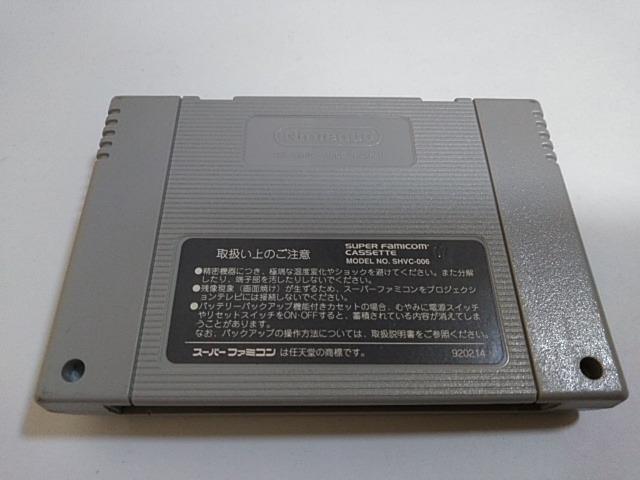 Nintendo
取扱い上のご注意
SUPER FAMICOM
CASSETTE
MODEL NO. SHVC-006
●精密機器につき、極端な温度変化やショックを避けてください。また分解
したり、端子部を汚したりしないでください。
●残像現象(画面焼け)が生ずるため、スーパーファミコンをプロジェクシ
ョンテレビには接続しないでください。
●バッテリーバックアップ機能付きカセットの場合、むやみに電源スイッチ
やリセットスイッチをON・OFFすると、蓄積されている内容が消えてしま
うことがあります。
なお、バックアップの操作方法については、取扱説明書をご参照ください。
スーパーファミコン は任天堂の商標です。
920214